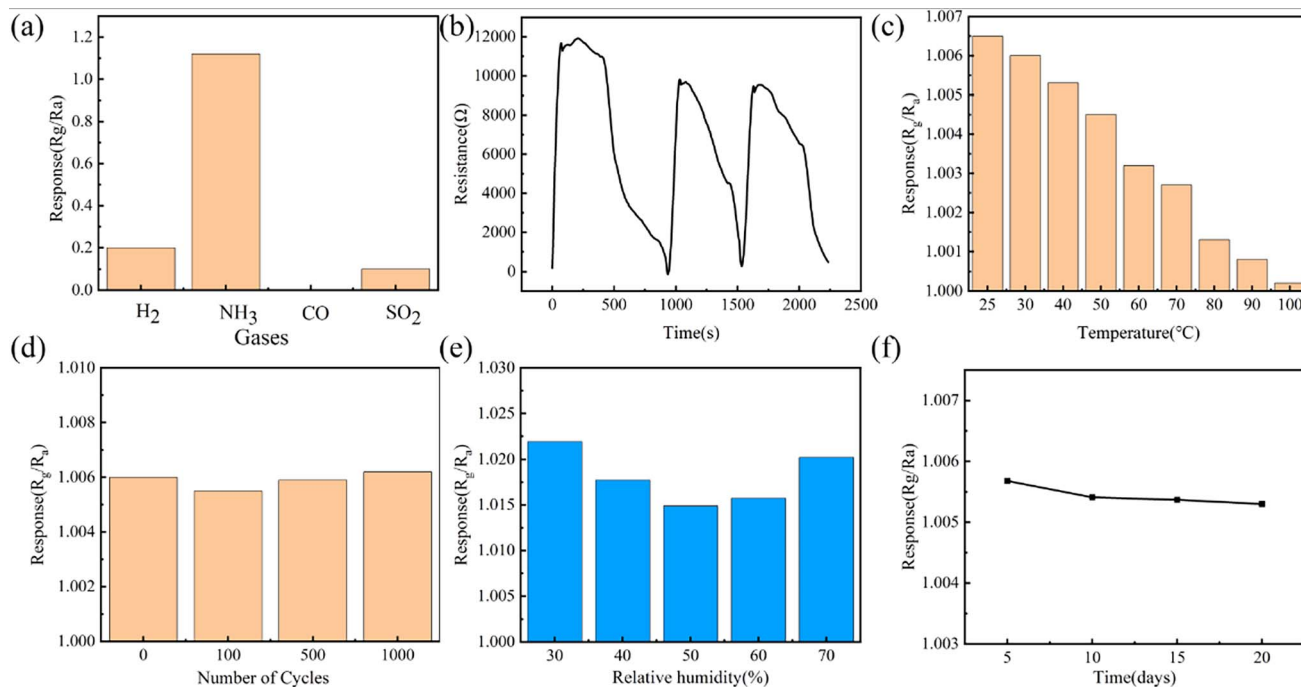 (a)
Response(Rg/Ra)
1.2
1.0
0.8
0.6
0.4
0.2
0.0
H2 NH3 CO SO2
Gases
(b)
Resistance(Ω)
12000
10000
8000
6000
4000
2000
0
0 500 1000 1500 2000 2500
Time(s)
(c)
Response(Rg/Ra)
1.007
1.006
1.005
1.004
1.003
1.002
1.001
1.000
25 30 40 50 60 70 80 90 100
Temperature(°C)
(d)
Response(Rg/Ra)
1.010
1.008
1.006
1.004
1.002
1.000
0 100 500 1000
Number of Cycles
(e)
Response(Rg/Ra)
1.030
1.025
1.020
1.015
1.010
1.005
1.000
30 40 50 60 70
Relative humidity(%)
(f)
Response(Rg/Ra)
1.007
1.006
1.005
1.004
1.003
5 10 15 20
Time(days)